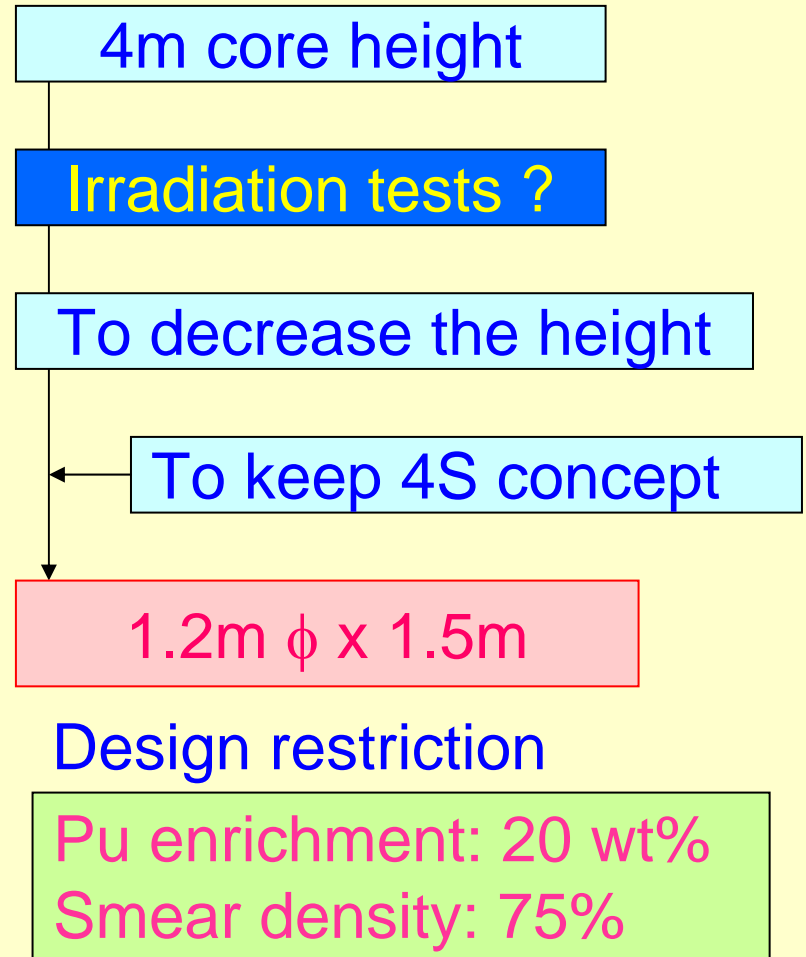 4m core height
Irradiation tests ?
To decrease the height
To keep 4S concept
1.2m ϕ x 1.5m
Design restriction
Pu enrichment: 20 wt%
Smear density: 75%